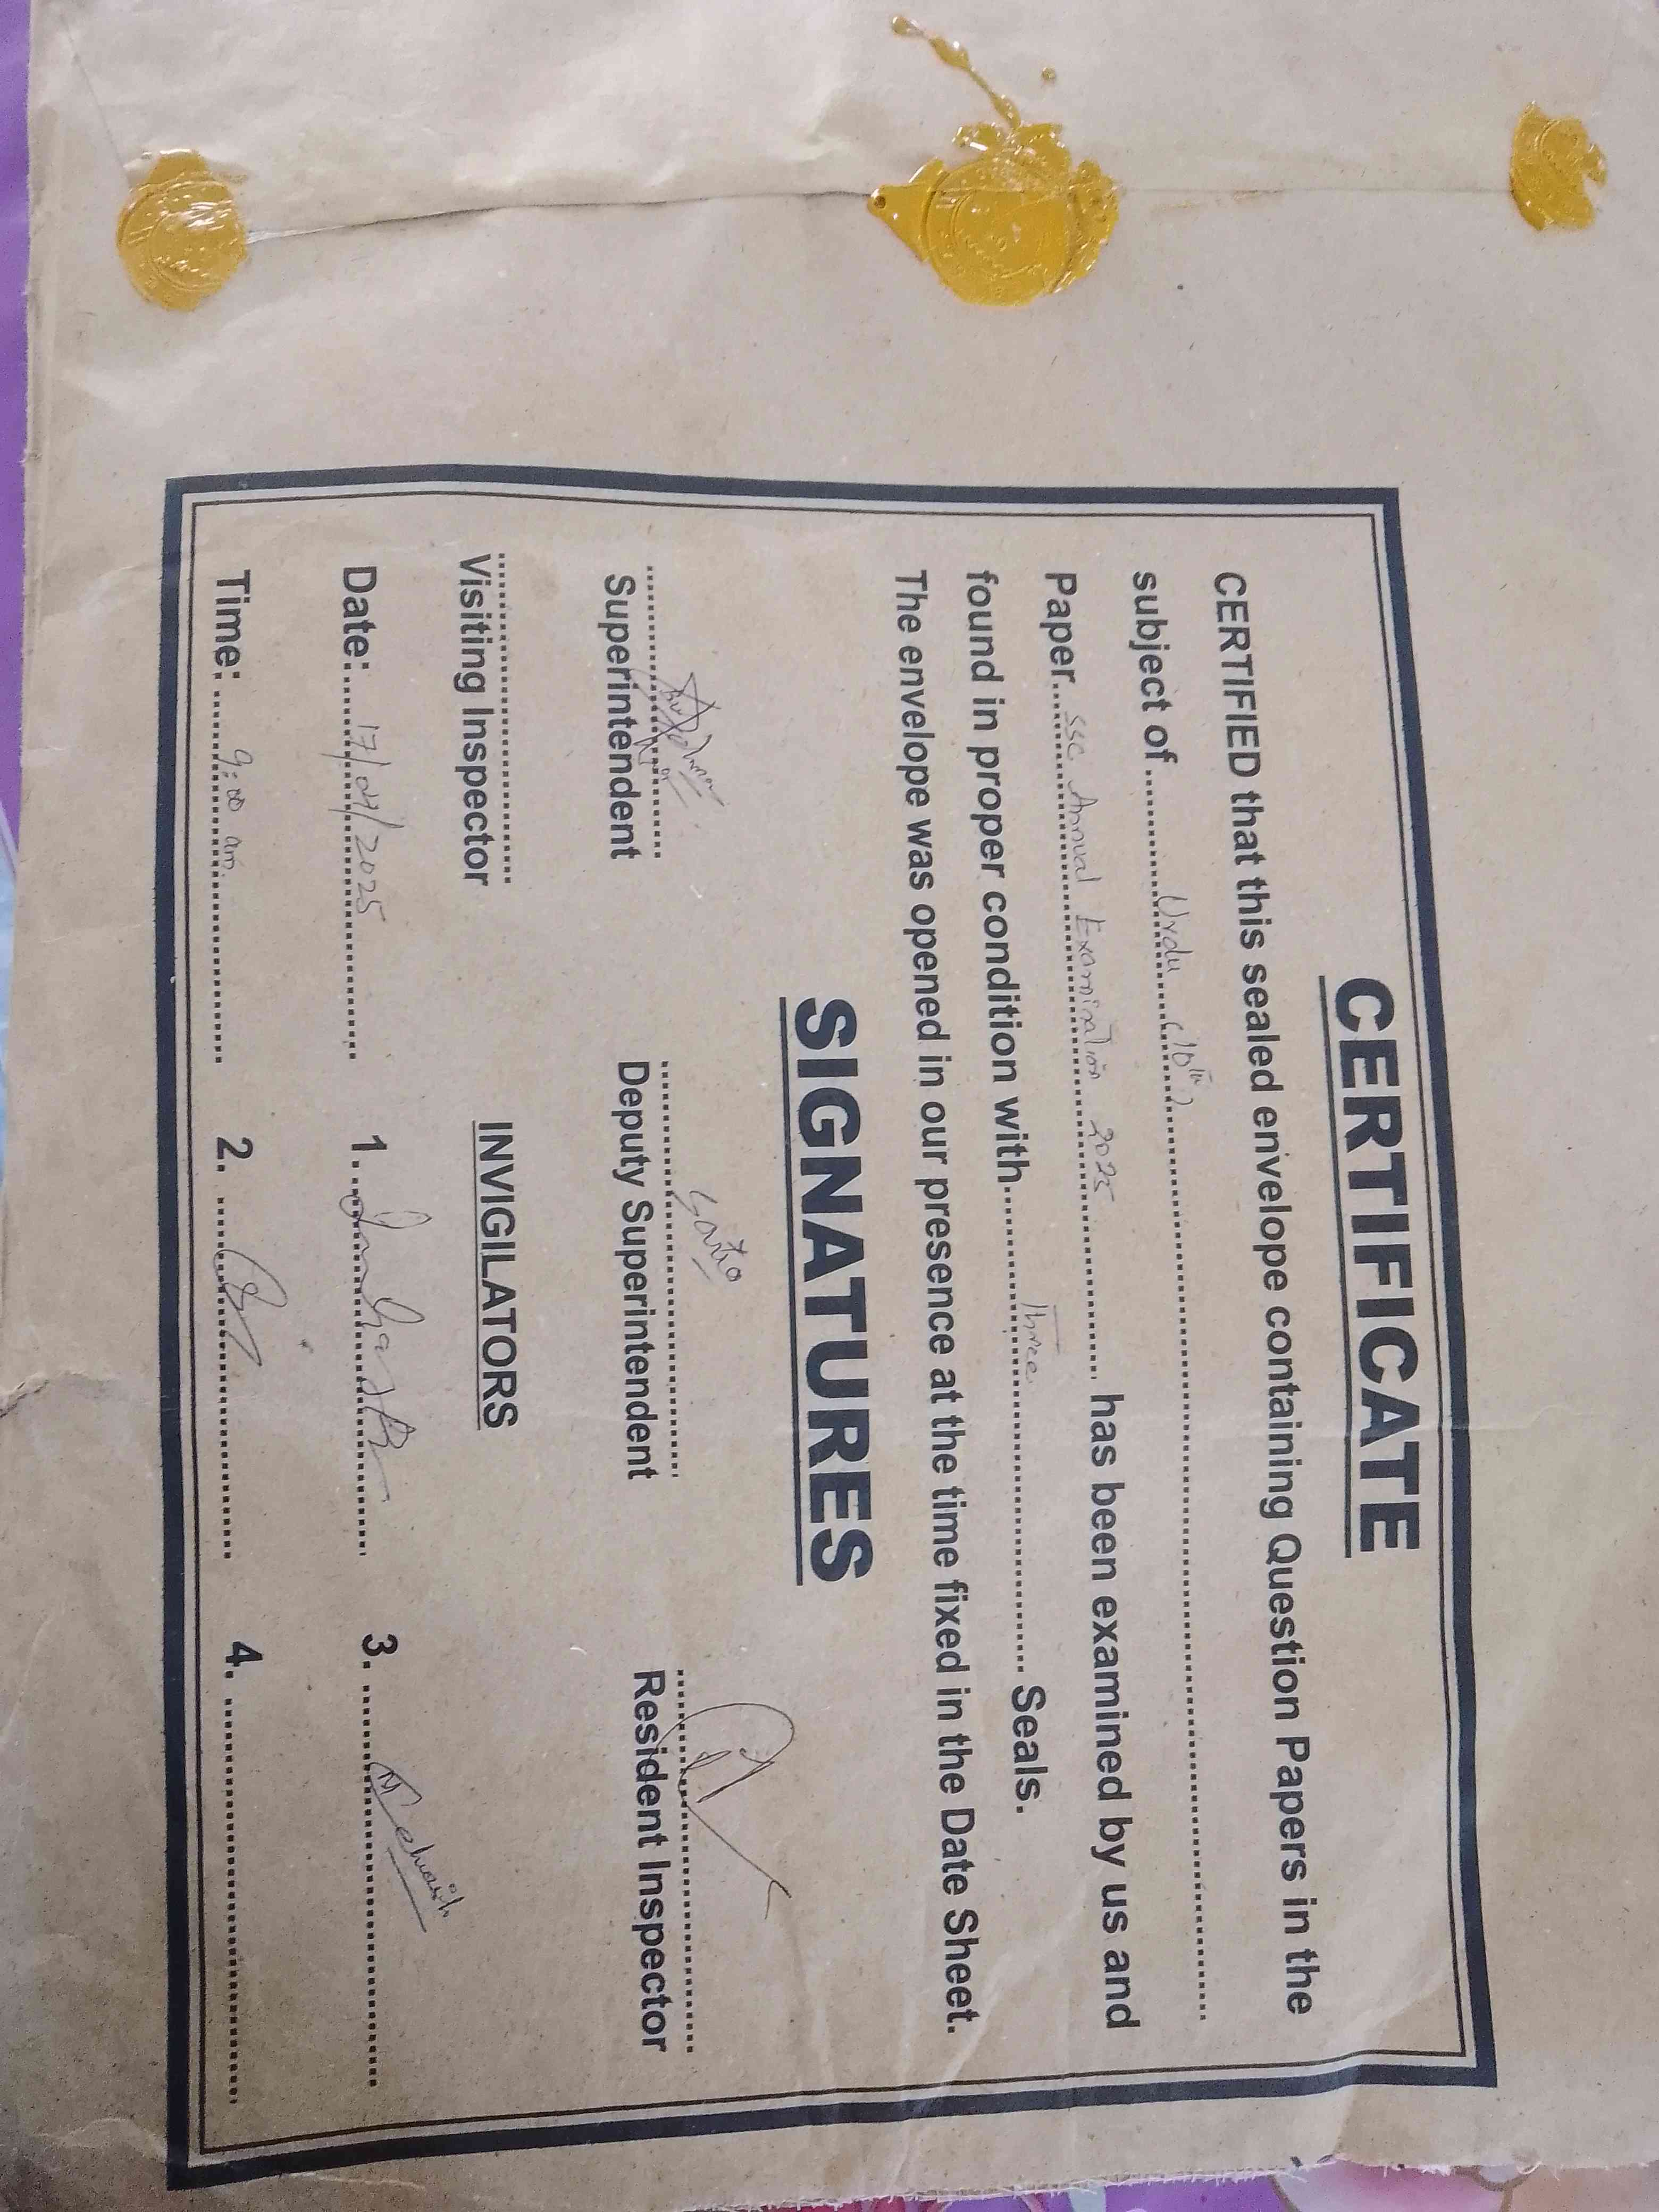 CERTIFICATE
CERTIFIED that this sealed envelope containing Question Papers in the
subject of ........ Urdu (10th) ........
Paper...... SSC Annual Examination 2025 ........ has been examined by us and
found in proper condition with........ Three ........ Seals.
The envelope was opened in our presence at the time fixed in the Date Sheet.
SIGNATURES
Superintendent Deputy Superintendent Resident Inspector
Visiting Inspector INVIGILATORS
Date: 17/04/2025 1. 3.
Time: 9:00 am 2. 4.